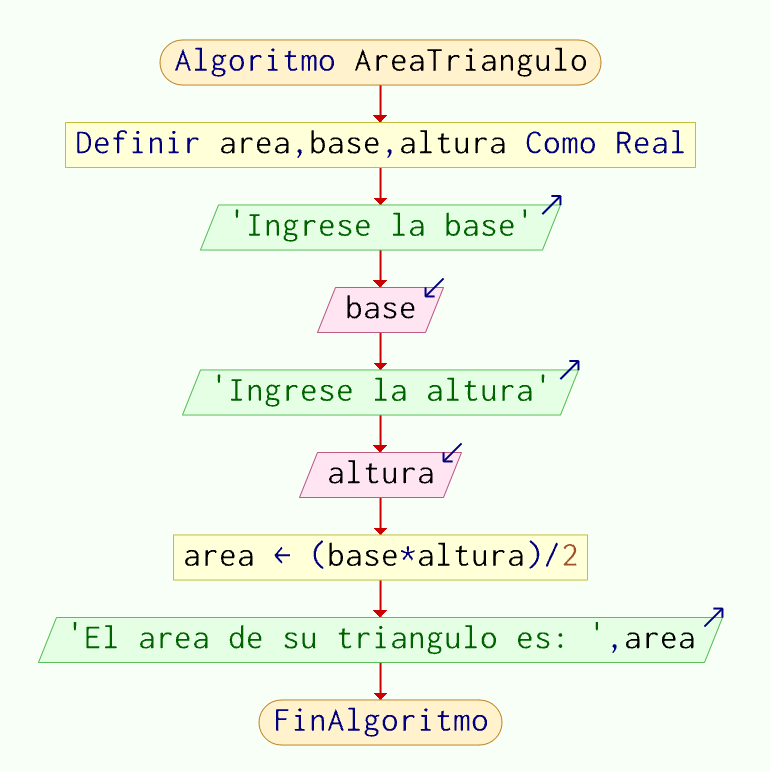 Algoritmo AreaTriangulo
Definir area,base,altura Como Real
'Ingrese la base'
base
'Ingrese la altura'
altura
area ← (base*altura)/2
'El area de su triangulo es: ',area
FinAlgoritmo